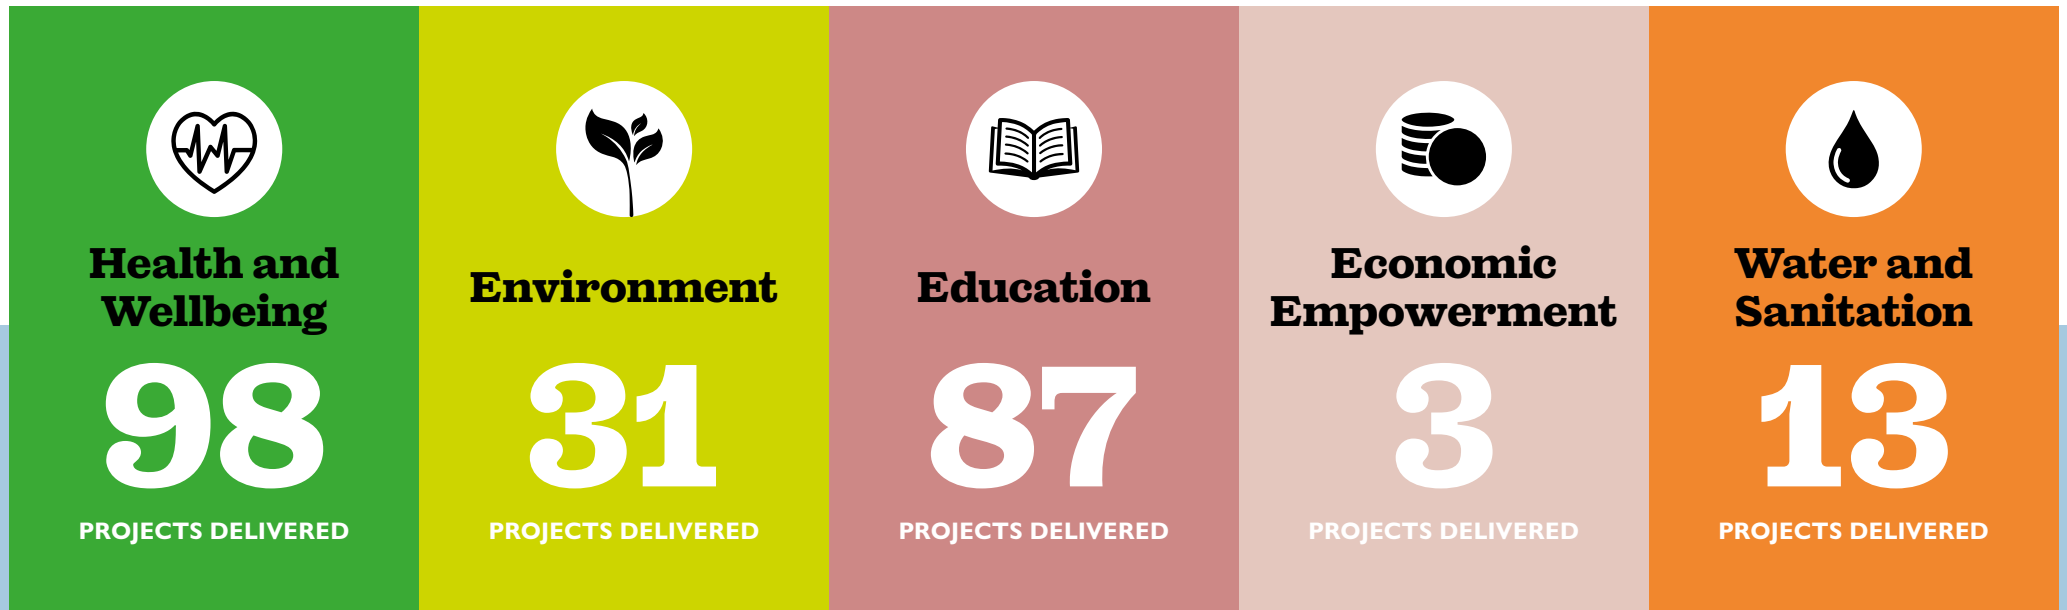 Health and
Wellbeing
98
PROJECTS DELIVERED
Environment
31
PROJECTS DELIVERED
Education
87
PROJECTS DELIVERED
Economic
Empowerment
3
PROJECTS DELIVERED
Water and
Sanitation
13
PROJECTS DELIVERED